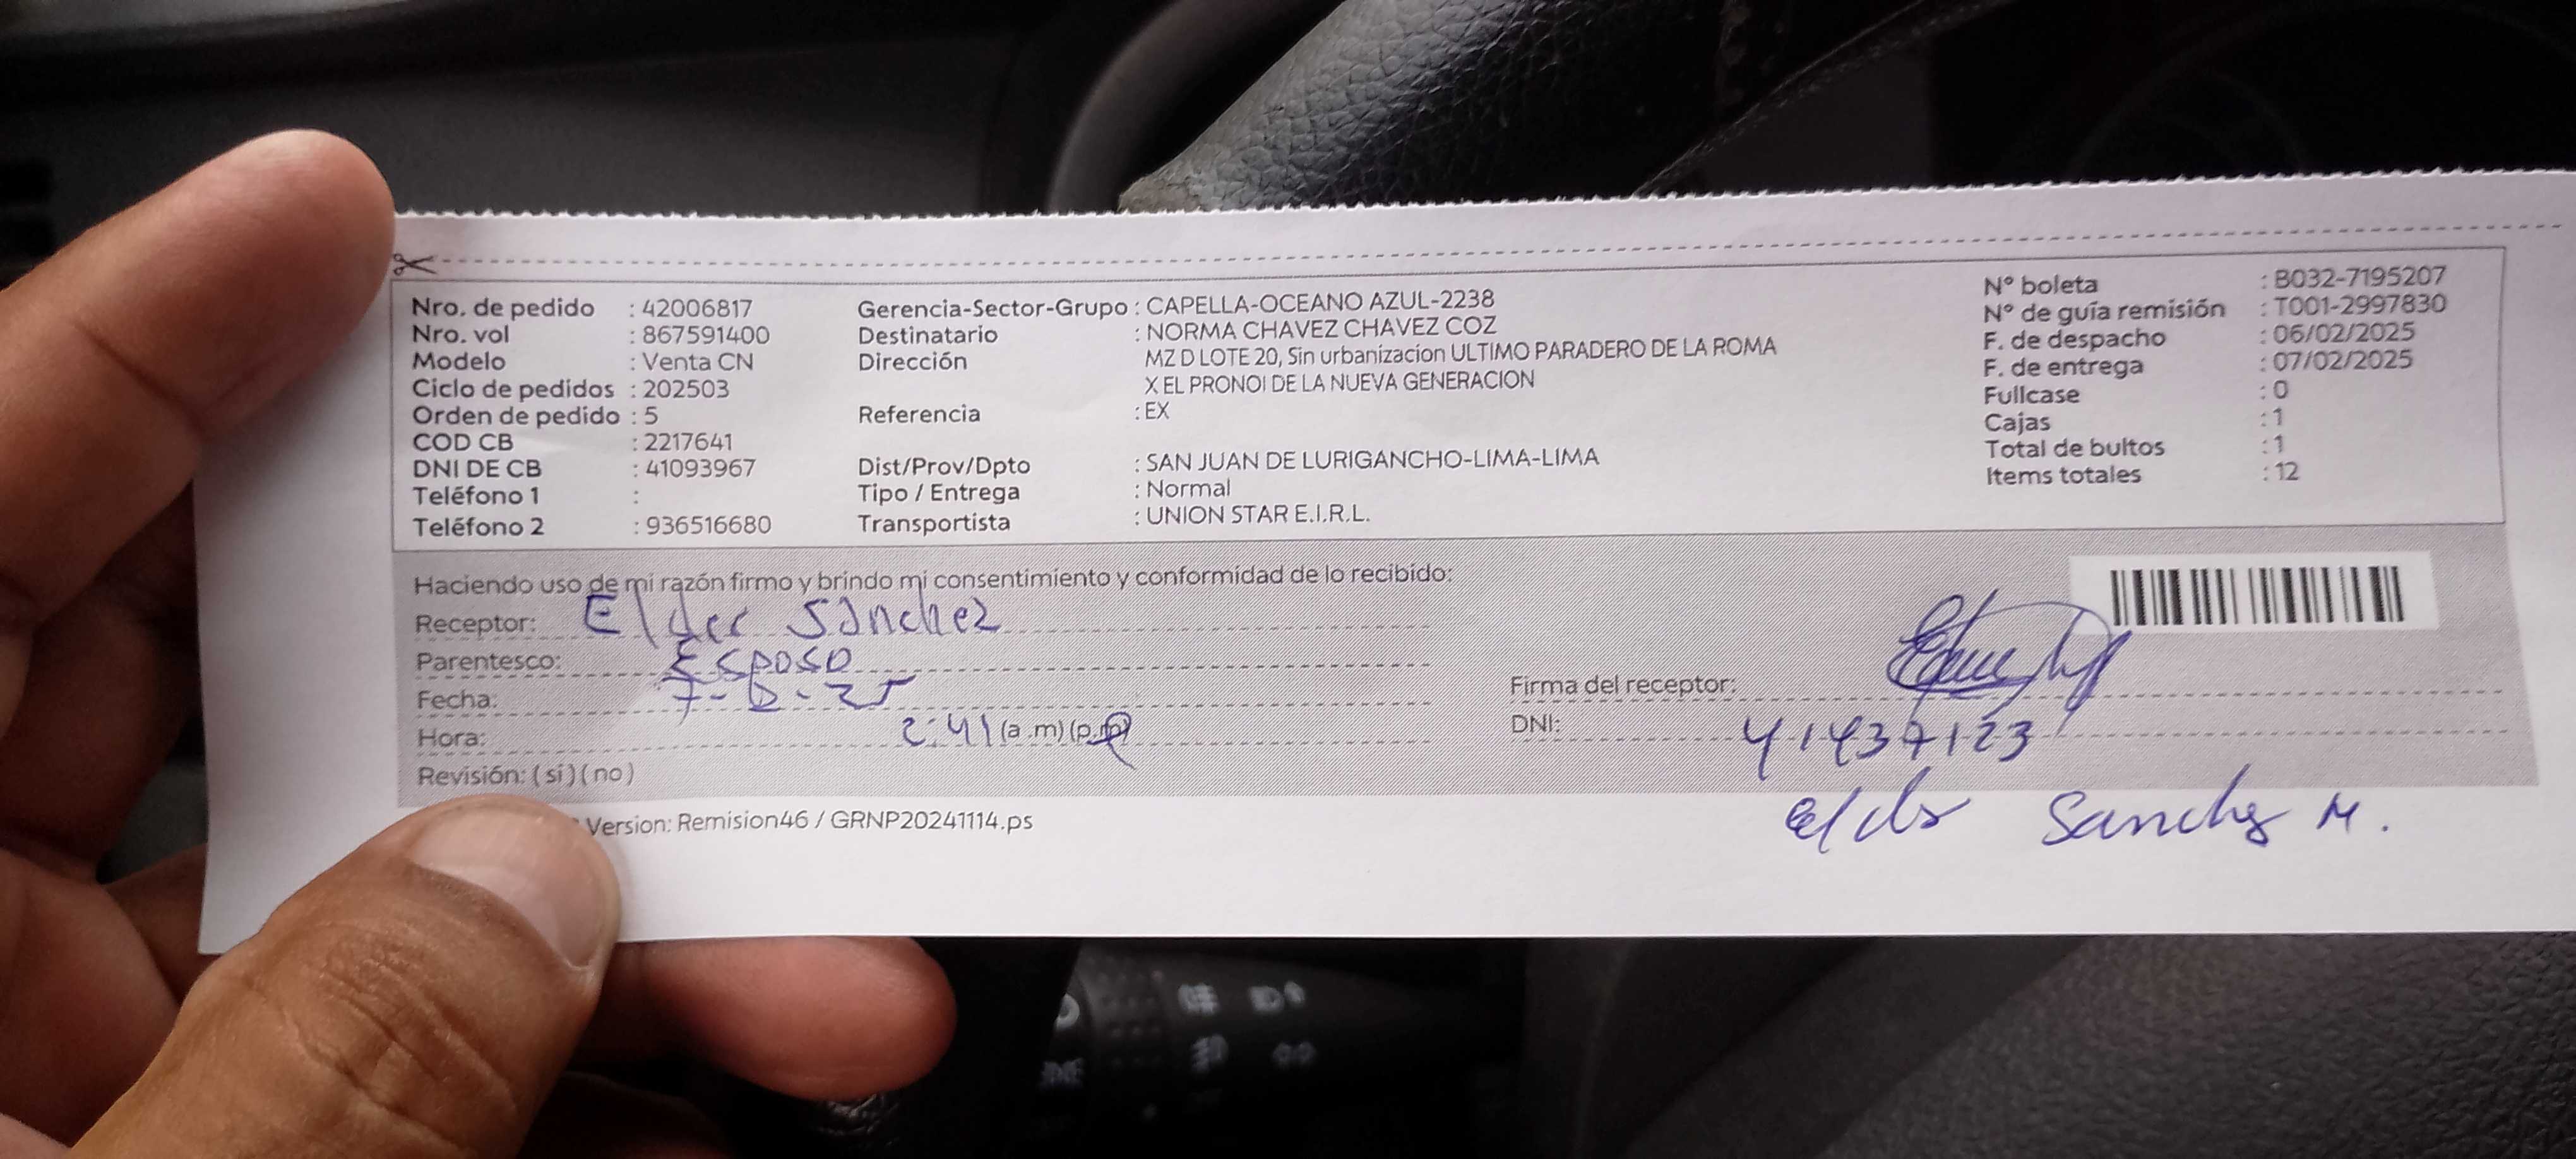 Nro. de pedido : 42006817 Gerencia-Sector-Grupo : CAPELLA-OCEANO AZUL-2238 N° boleta : B032-7195207
Nro. vol : 867591400 Destinatario : NORMA CHAVEZ CHAVEZ COZ N° de guía remisión : T001-2997830
Modelo : Venta CN Dirección MZ D LOTE 20, Sin urbanizacion ULTIMO PARADERO DE LA ROMA F. de despacho : 06/02/2025
Ciclo de pedidos : 202503 X EL PRONOI DE LA NUEVA GENERACION F. de entrega : 07/02/2025
Orden de pedido : 5 Referencia : EX Fullcase : 0
COD CB : 2217641 Cajas : 1
DNI DE CB : 41093967 Dist/Prov/Dpto : SAN JUAN DE LURIGANCHO-LIMA-LIMA Total de bultos : 1
Teléfono 1 : Tipo / Entrega : Normal Items totales : 12
Teléfono 2 : 936516680 Transportista : UNION STAR E.I.R.L.
Haciendo uso de mi razón firmo y brindo mi consentimiento y conformidad de lo recibido:
Receptor: Elder Sanchez
Parentesco: Esposo
Fecha: 7- -25 Firma del receptor:
Hora: 2:41 (a .m) (p.m) DNI: 41437123
Revisión: ( si ) ( no )
Version: Remision46 / GRNP20241114.ps
Elder Sanchez M.